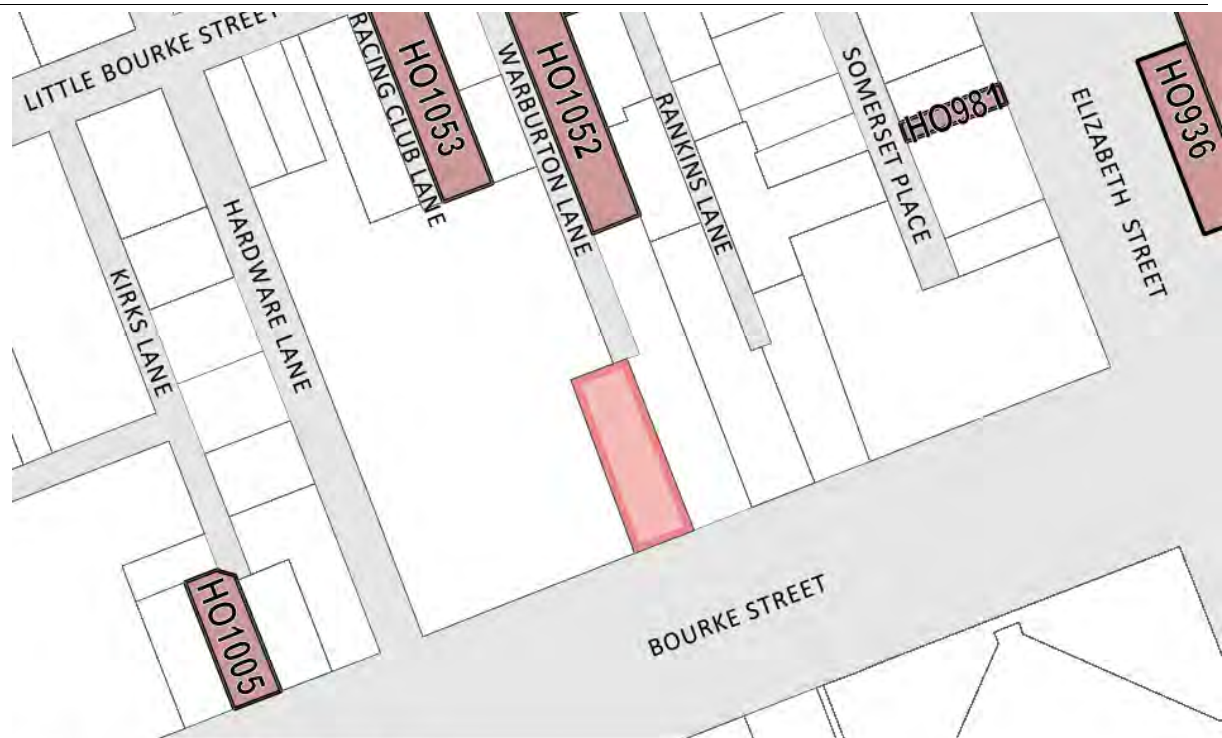 LITTLE BOURKE STREET
RACING CLUB LANE
HO1053
WARBURTON LANE
HO1052
RANKINS LANE
SOMERSET PLACE
HO981
ELIZABETH STREET
HO936
KIRKS LANE
HARDWARE LANE
HO1005
BOURKE STREET